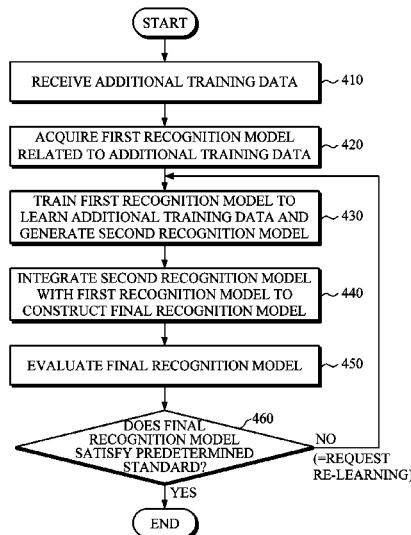 START
RECEIVE ADDITIONAL TRAINING DATA
410
ACQUIRE FIRST RECOGNITION MODEL
RELATED TO ADDITIONAL TRAINING DATA
420
TRAIN FIRST RECOGNITION MODEL TO
LEARN ADDITIONAL TRAINING DATA AND
GENERATE SECOND RECOGNITION MODEL
430
INTEGRATE SECOND RECOGNITION MODEL
WITH FIRST RECOGNITION MODEL TO
CONSTRUCT FINAL RECOGNITION MODEL
440
EVALUATE FINAL RECOGNITION MODEL
450
460
DOES FINAL
RECOGNITION MODEL
SATISFY PREDETERMINED
STANDARD?
NO
(=REQUEST
RE-LEARNING)
YES
END